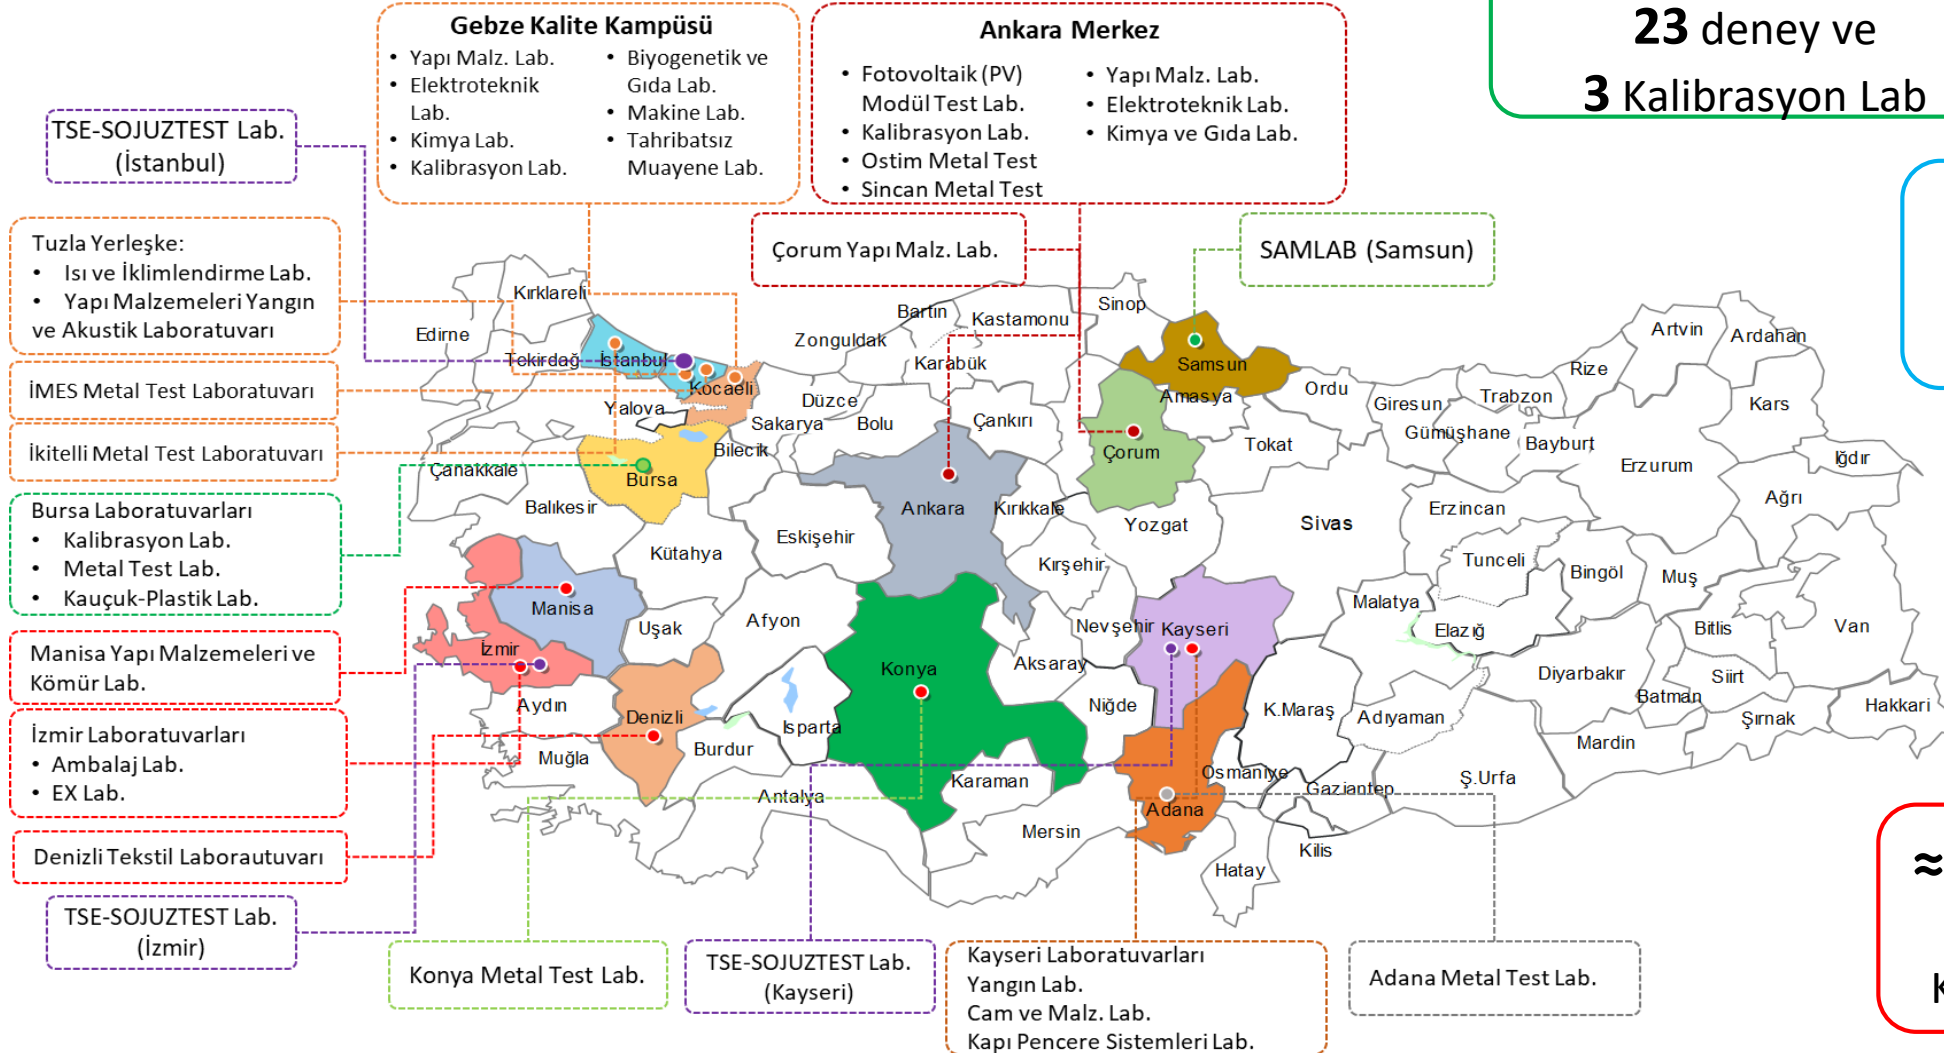 Gebze Kalite Kampüsü
• Yapı Malz. Lab.
• Elektroteknik
Lab.
• Kimya Lab.
• Kalibrasyon Lab.
• Biyogenetik ve
Gıda Lab.
• Makine Lab.
• Tahribatsız
Muayene Lab.
Ankara Merkez
• Fotovoltaik (PV)
Modül Test Lab.
• Kalibrasyon Lab.
• Ostim Metal Test
• Sincan Metal Test
• Yapı Malz. Lab.
• Elektroteknik Lab.
• Kimya ve Gıda Lab.
23 deney ve
3 Kalibrasyon Lab
TSE-SOJUZTEST Lab.
(İstanbul)
Tuzla Yerleşke:
• Isı ve İklimlendirme Lab.
• Yapı Malzemeleri Yangın
ve Akustik Laboratuvarı
İMES Metal Test Laboratuvarı
İkitelli Metal Test Laboratuvarı
Bursa Laboratuvarları
• Kalibrasyon Lab.
• Metal Test Lab.
• Kauçuk-Plastik Lab.
Manisa Yapı Malzemeleri ve
Kömür Lab.
İzmir Laboratuvarları
• Ambalaj Lab.
• EX Lab.
Denizli Tekstil Laborautuvarı
TSE-SOJUZTEST Lab.
(İzmir)
Çorum Yapı Malz. Lab.
SAMLAB (Samsun)
Kırklareli
Edirne
Tekirdağ
İstanbul
Kocaeli
Yalova
Sakarya
Düzce
Bolu
Zonguldak
Bartın
Karabük
Kastamonu
Sinop
Çankırı
Samsun
Amasya
Çorum
Ordu
Tokat
Giresun
Gümüşhane
Trabzon
Bayburt
Rize
Artvin
Ardahan
Kars
Iğdır
Ağrı
Erzurum
Erzincan
Çanakkale
Balıkesir
Bursa
Bilecik
Kütahya
Eskişehir
Ankara
Kırıkkale
Yozgat
Sivas
Kırşehir
Tunceli
Bingöl
Muş
Malatya
Elazığ
Bitlis
Van
Manisa
Uşak
Afyon
İzmir
Aydın
Denizli
Muğla
Burdur
Isparta
Antalya
Konya
Karaman
Aksaray
Nevşehir
Kayseri
Niğde
Mersin
Adana
Osmaniye
K.Maraş
Adıyaman
Gaziantep
Kilis
Hatay
Ş.Urfa
Diyarbakır
Batman
Siirt
Mardin
Şırnak
Hakkari
Konya Metal Test Lab.
TSE-SOJUZTEST Lab.
(Kayseri)
Kayseri Laboratuvarları
Yangın Lab.
Cam ve Malz. Lab.
Kapı Pencere Sistemleri Lab.
Adana Metal Test Lab.
≈
K